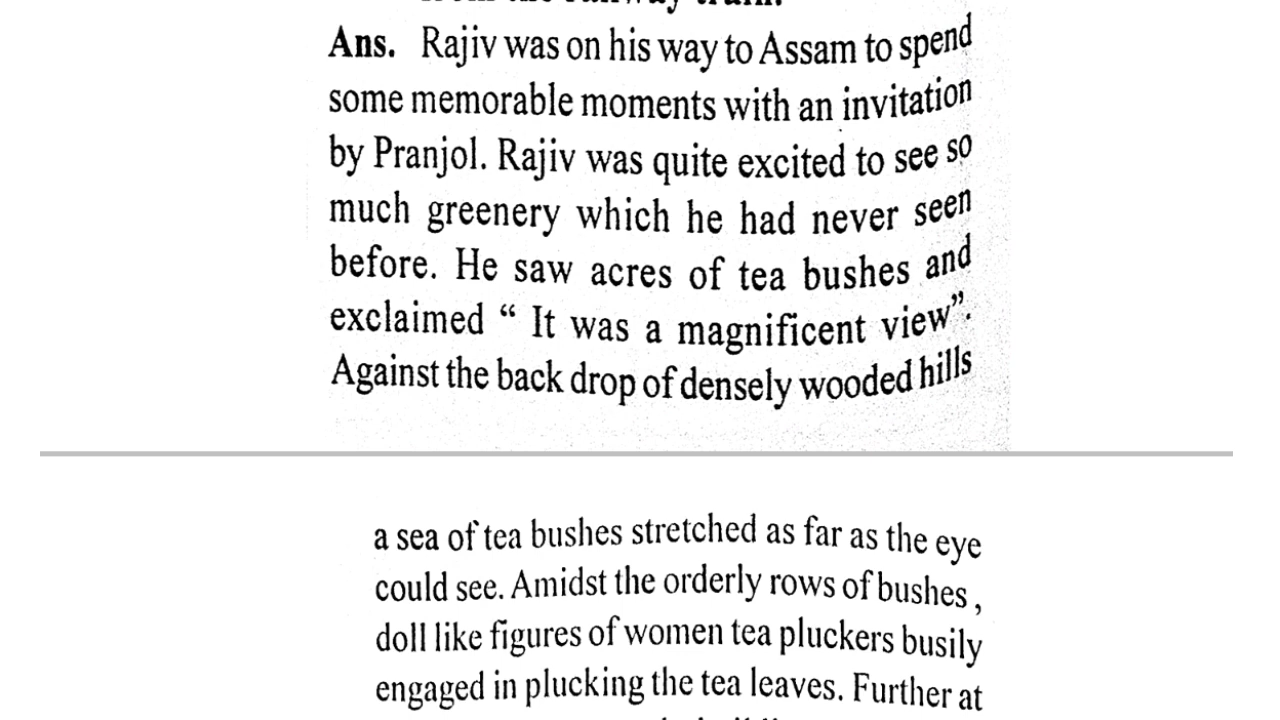 Ans. Rajiv was on his way to Assam to spend
some memorable moments with an invitation
by Pranjol. Rajiv was quite excited to see so
much greenery which he had never seen
before. He saw acres of tea bushes and
exclaimed “ It was a magnificent view”.
Against the back drop of densely wooded hills
a sea of tea bushes stretched as far as the eye
could see. Amidst the orderly rows of bushes ,
doll like figures of women tea pluckers busily
engaged in plucking the tea leaves. Further at